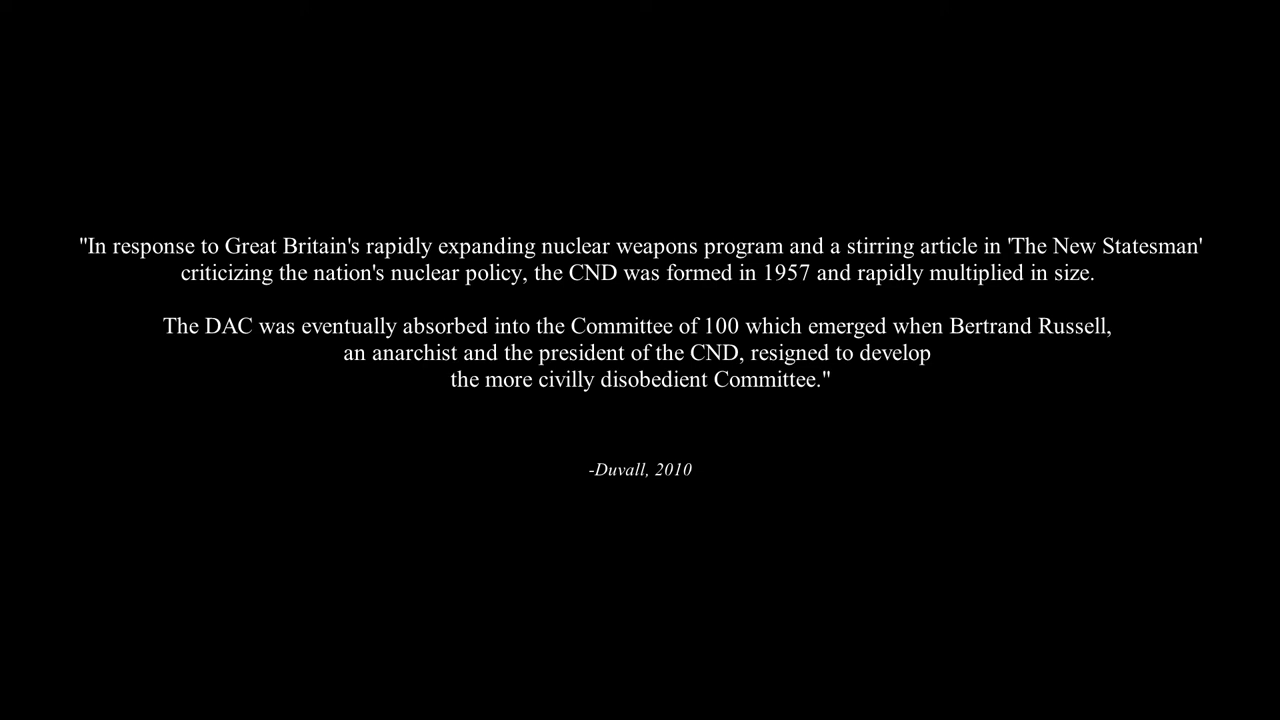 "In response to Great Britain's rapidly expanding nuclear weapons program and a stirring article in 'The New Statesman'
criticizing the nation's nuclear policy, the CND was formed in 1957 and rapidly multiplied in size.
The DAC was eventually absorbed into the Committee of 100 which emerged when Bertrand Russell,
an anarchist and the president of the CND, resigned to develop
the more civilly disobedient Committee."
-Duvall, 2010